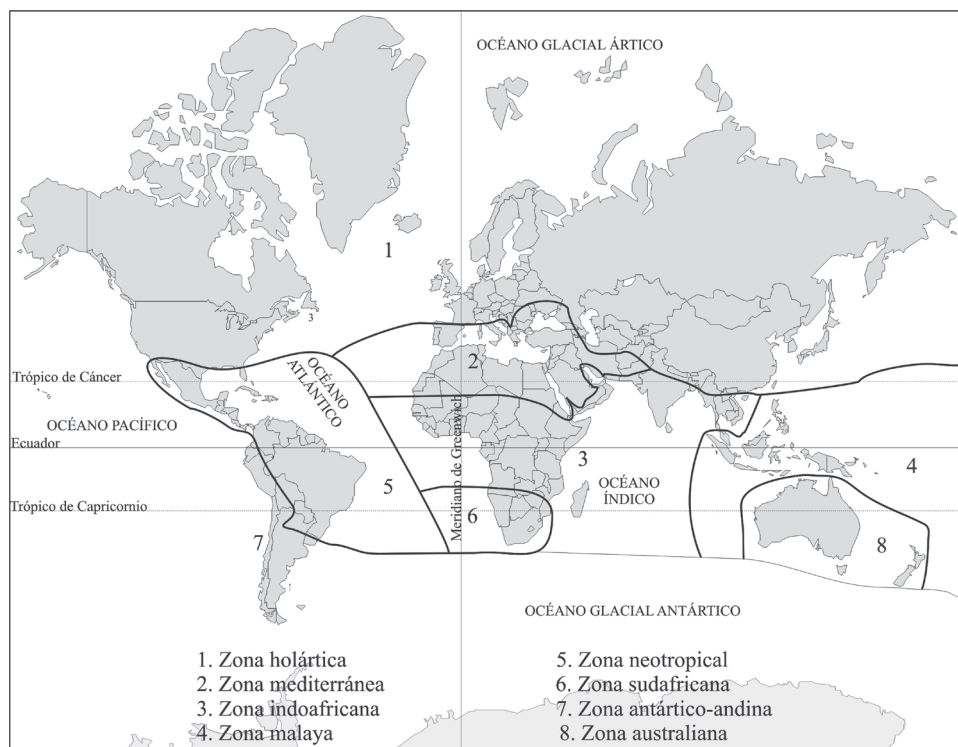 OCÉANO GLACIAL ÁRTICO
1
3
2
OCÉANO
ATLÁNTICO
Trópico de Cáncer
Meridiano de Greenwich
OCÉANO PACÍFICO
Ecuador
3
4
5
OCÉANO
ÍNDICO
Trópico de Capricornio
6
7
8
OCÉANO GLACIAL ANTÁRTICO
1. Zona holártica
2. Zona mediterránea
3. Zona indoafricana
4. Zona malaya
5. Zona neotropical
6. Zona sudafricana
7. Zona antártico-andina
8. Zona australiana